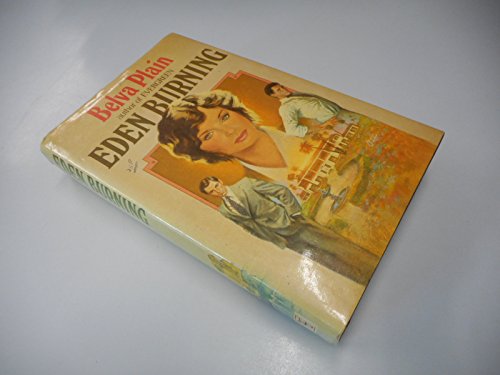 Belva Plain
author of EVERGREEN
EDEN BURNING
EDEN BURNING